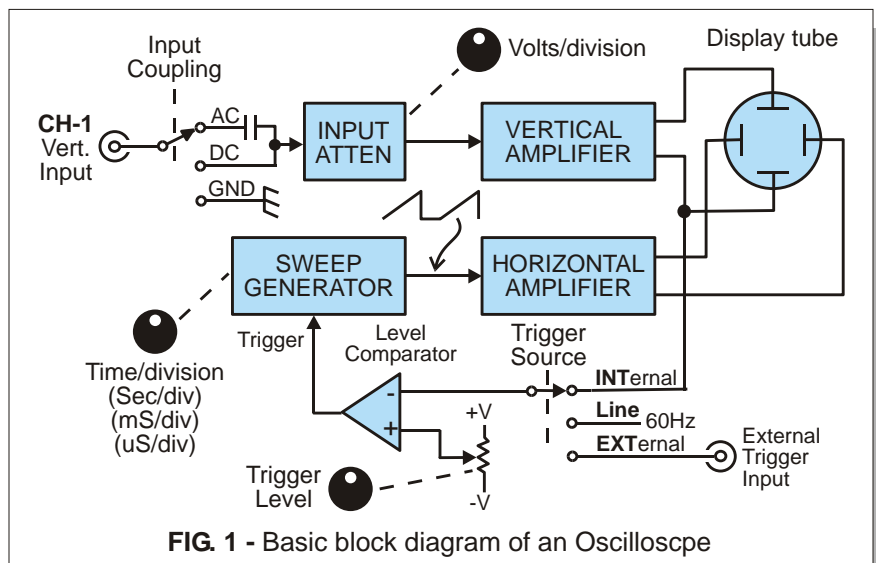 Input
Coupling
Volts/division
Display tube
CH-1
Vert.
Input
AC
DC
GND
INPUT
ATTEN
VERTICAL
AMPLIFIER
SWEEP
GENERATOR
HORIZONTAL
AMPLIFIER
Trigger
Level
Comparator
Trigger
Source
Time/division
(Sec/div)
(mS/div)
(uS/div)
-
+
+V
-V
INTernal
Line
60Hz
EXTernal
External
Trigger
Input
Trigger
Level
FIG. 1 - Basic block diagram of an Oscilloscpe